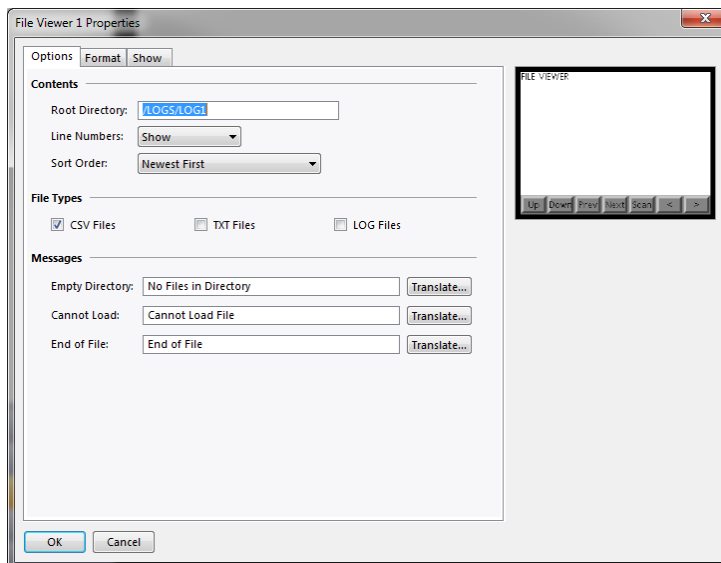 File Viewer 1 Properties
Options Format Show
Contents
Root Directory: /LOGS/LOG1
Line Numbers: Show
Sort Order: Newest First
File Types
CSV Files TXT Files LOG Files
Messages
Empty Directory: No Files in Directory Translate...
Cannot Load: Cannot Load File Translate...
End of File: End of File Translate...
OK Cancel
FILE VIEWER
Up Down Prev Next Scan < >